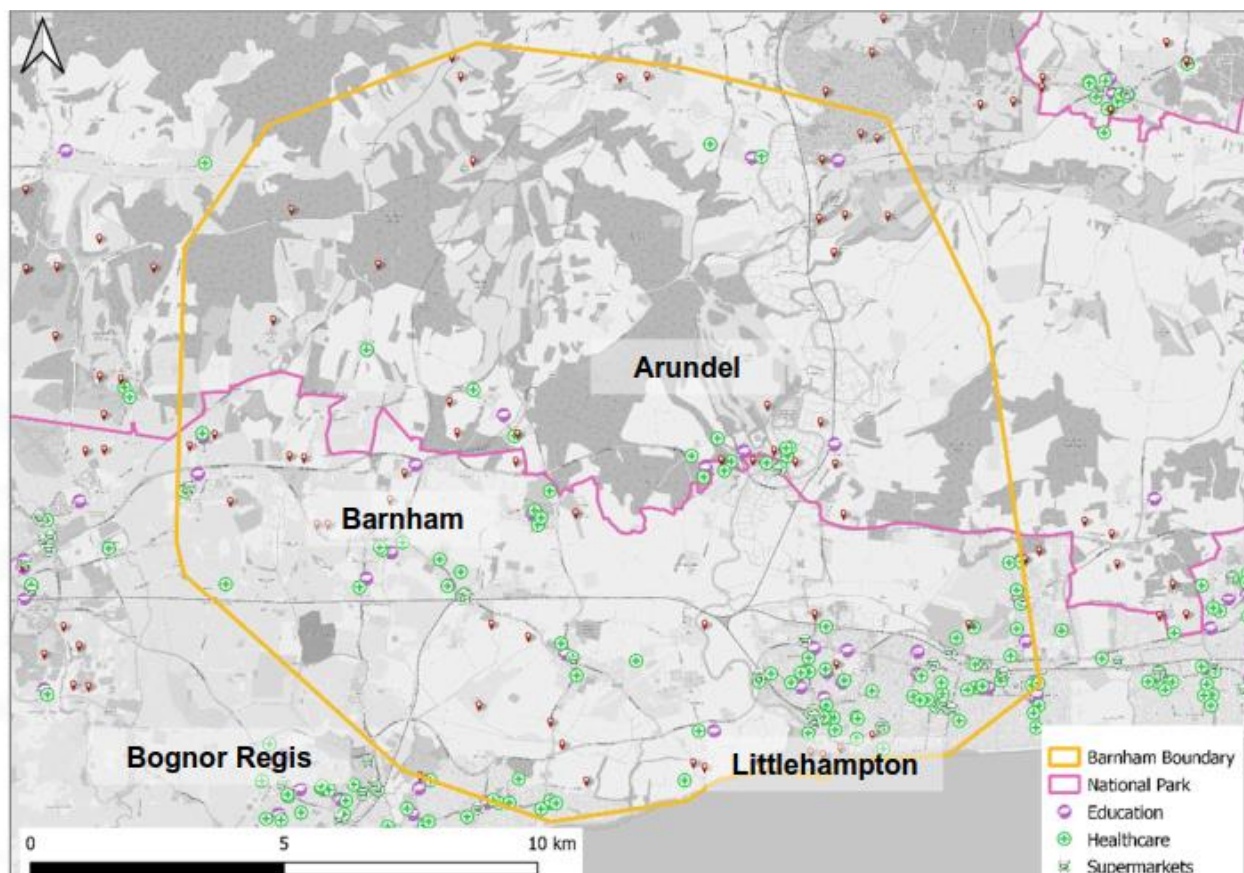 Arundel
Barnham
Bognor Regis
Littlehampton
Barnham Boundary
National Park
Education
Healthcare
Supermarkets
0
5
10 km